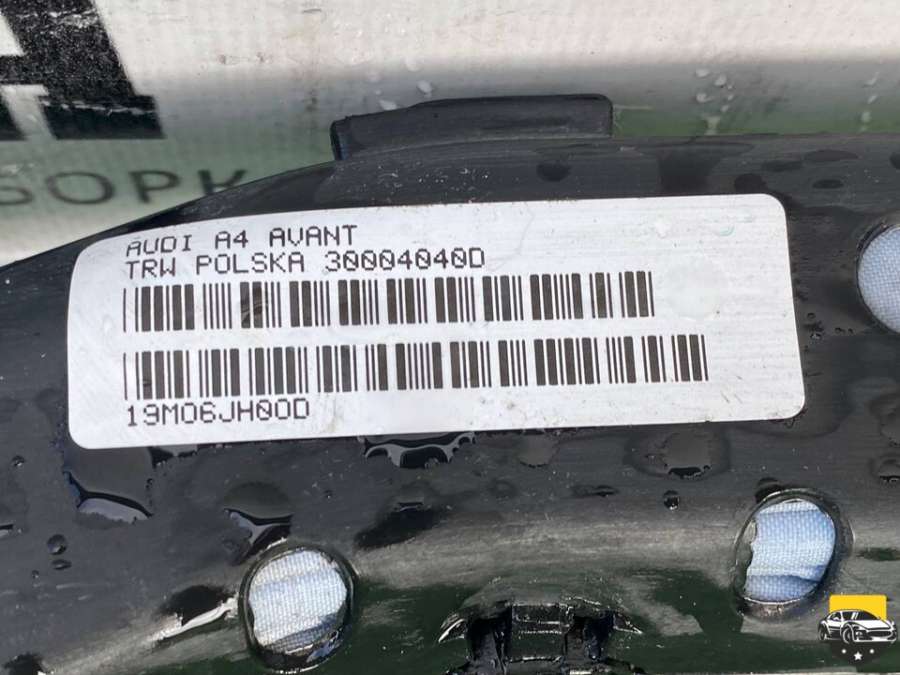 AUDI A4 AVANT
TRW POLSKA 30004040D
19M06JH00D